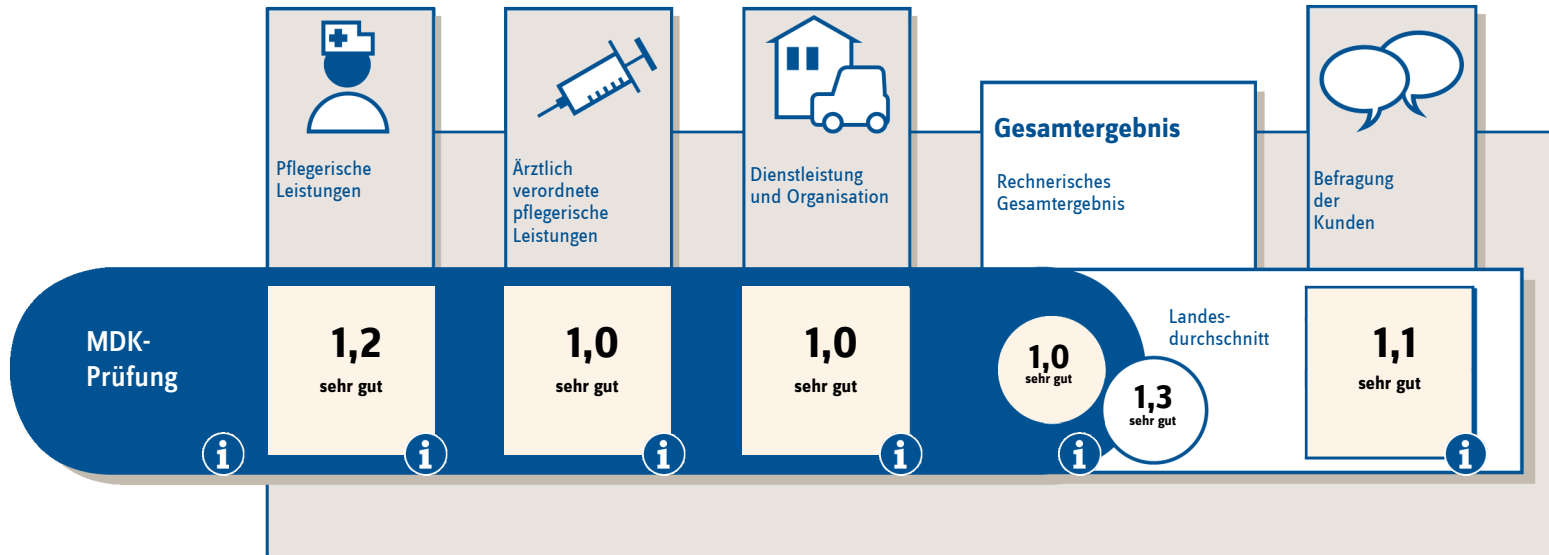 Pflegerische
Leistungen
Ärztlich
verordnete
pflegerische
Leistungen
Dienstleistung
und Organisation
Gesamtergebnis
Rechnerisches
Gesamtergebnis
Befragung
der
Kunden
MDK-
Prüfung
1,2
sehr gut
1,0
sehr gut
1,0
sehr gut
1,0
sehr gut
Landes-
durchschnitt
1,3
sehr gut
1,1
sehr gut
i
i
i
i
i
i